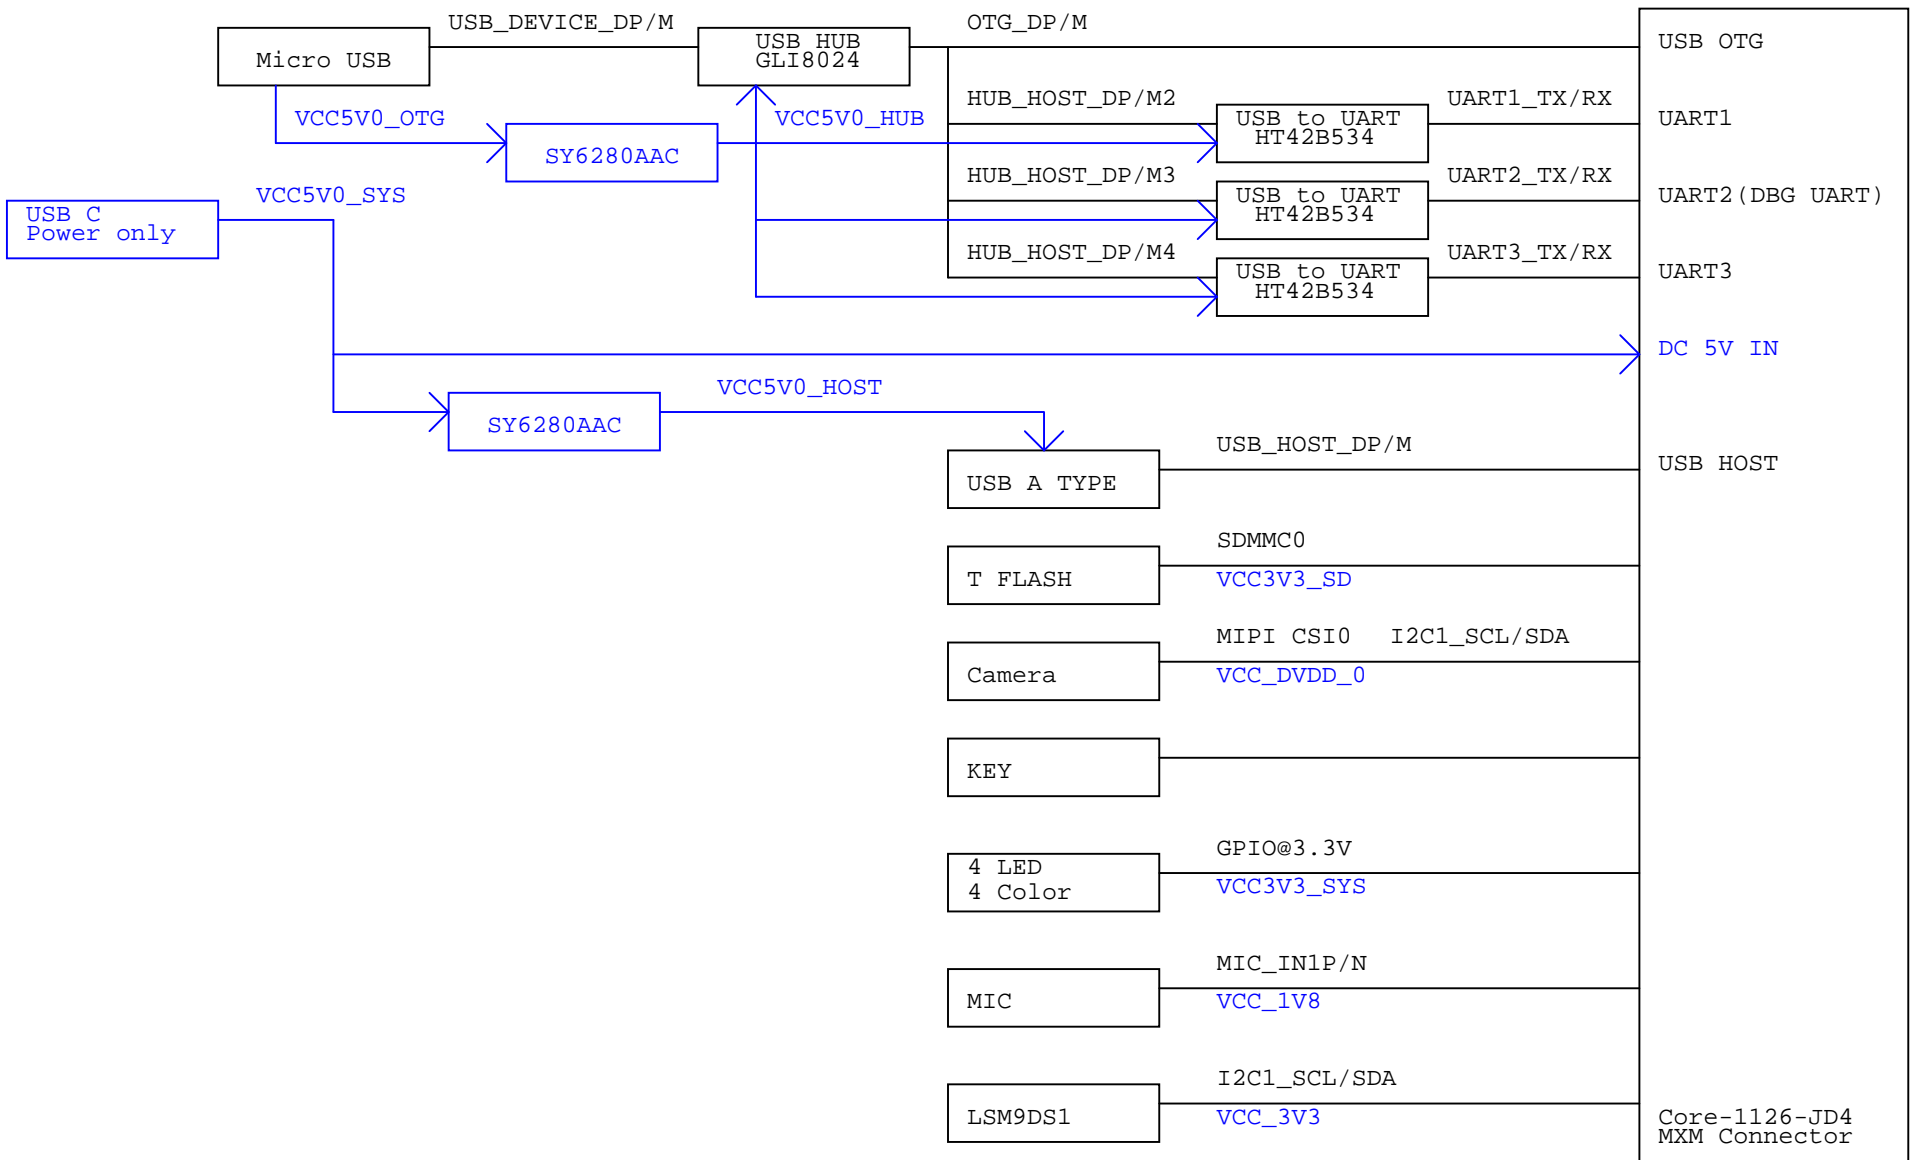 USB_DEVICE_DP/M
OTG_DP/M
Micro USB
USB HUB
GLI8024
USB OTG
VCC5V0_OTG
SY6280AAC
VCC5V0_HUB
HUB_HOST_DP/M2
USB to UART
HT42B534
UART1_TX/RX
UART1
USB C
Power only
VCC5V0_SYS
HUB_HOST_DP/M3
USB to UART
HT42B534
UART2_TX/RX
UART2(DBG UART)
HUB_HOST_DP/M4
USB to UART
HT42B534
UART3_TX/RX
UART3
DC 5V IN
SY6280AAC
VCC5V0_HOST
USB A TYPE
USB_HOST_DP/M
USB HOST
T FLASH
SDMMC0
VCC3V3_SD
Camera
MIPI CSI0 I2C1_SCL/SDA
VCC_DVDD_0
KEY
4 LED
4 Color
GPIO@3.3V
VCC3V3_SYS
MIC
MIC_IN1P/N
VCC_1V8
LSM9DS1
I2C1_SCL/SDA
VCC_3V3
Core-1126-JD4
MXM Connector